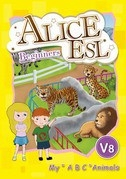 ALICE
Beginners ESL
V8
My " A B C "Animals